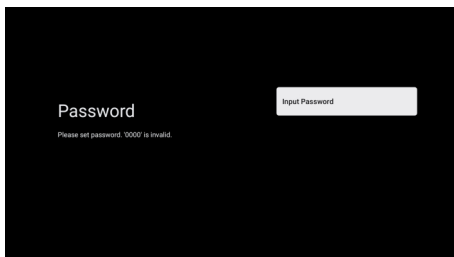 Password
Please set password. '0000' is invalid.
Input Password